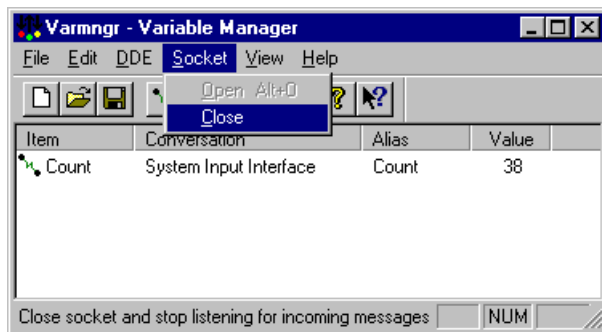 Varmngr - Variable Manager
File Edit DDE Socket View Help
Open Alt+O
Close
Item Conversation Alias Value
Count System Input Interface Count 38
Close socket and stop listening for incoming messages NUM